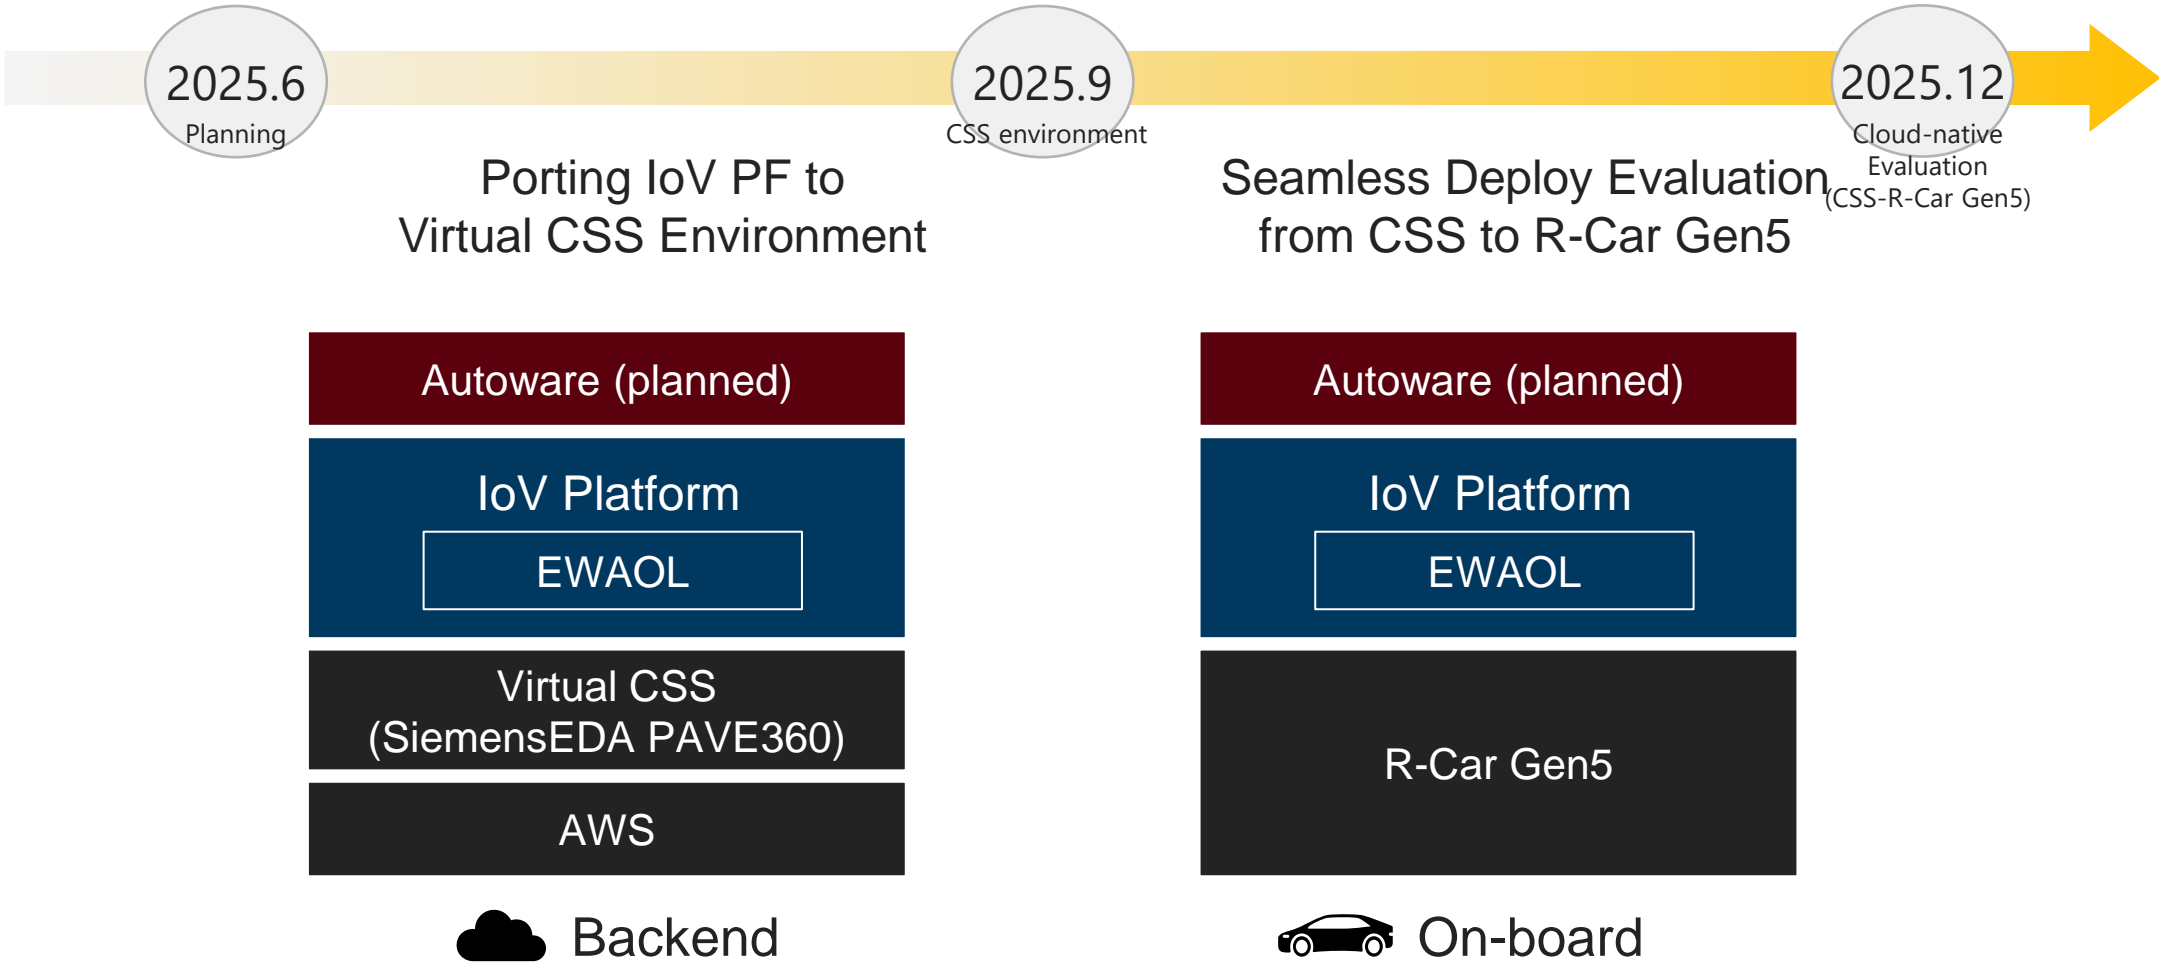 2025.6
Planning
2025.9
CSS environment
2025.12
Cloud-native
Evaluation
(CSS-R-Car Gen5)
Porting IoV PF to
Virtual CSS Environment
Seamless Deploy Evaluation
from CSS to R-Car Gen5
Autoware (planned)
IoV Platform
EWAOL
Virtual CSS
(SiemensEDA PAVE360)
AWS
Backend
Autoware (planned)
IoV Platform
EWAOL
R-Car Gen5
On-board